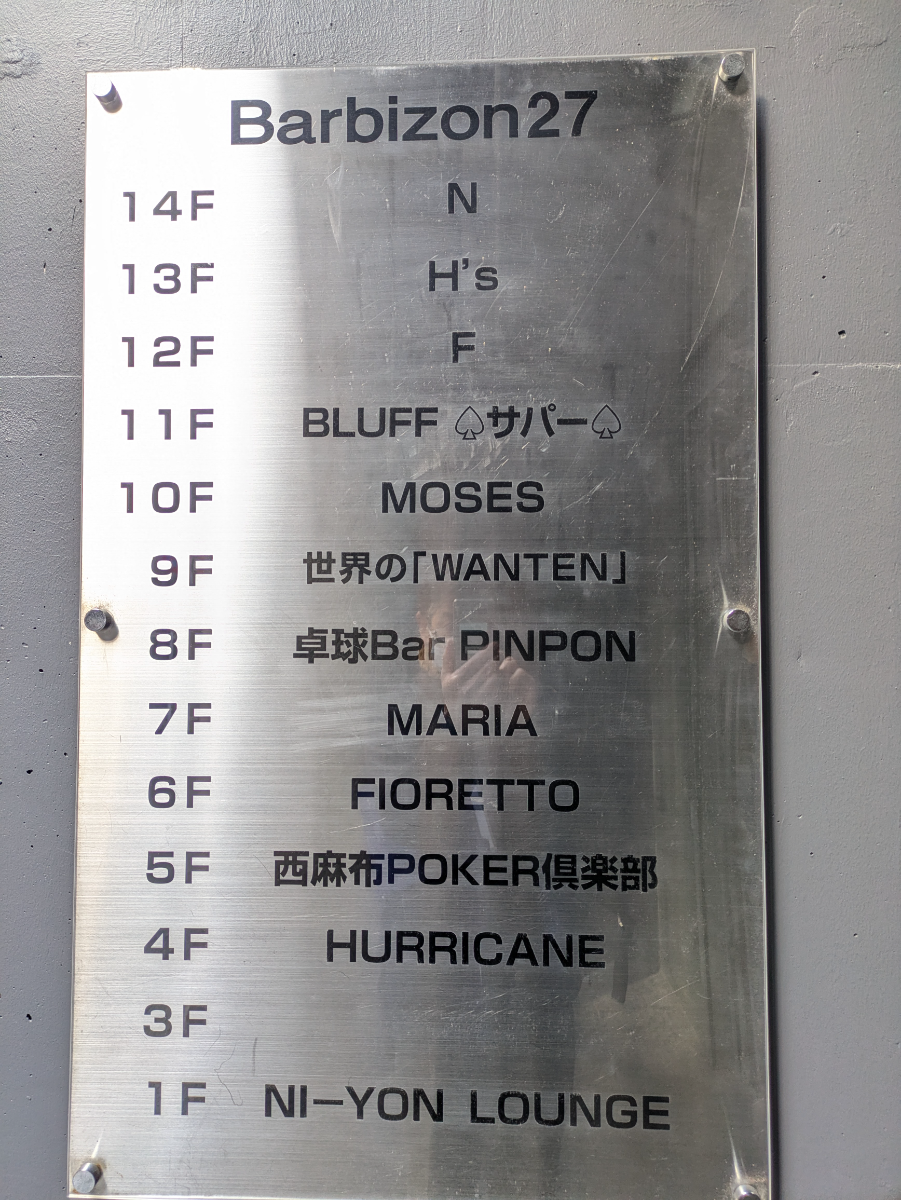 Barbizon27
14F N
13F H's
12F F
11F BLUFF ♤サパー♤
10F MOSES
9F 世界の「WANTEN」
8F 卓球Bar PINPON
7F MARIA
6F FIORETTO
5F 西麻布POKER倶楽部
4F HURRICANE
3F
1F NI–YON LOUNGE